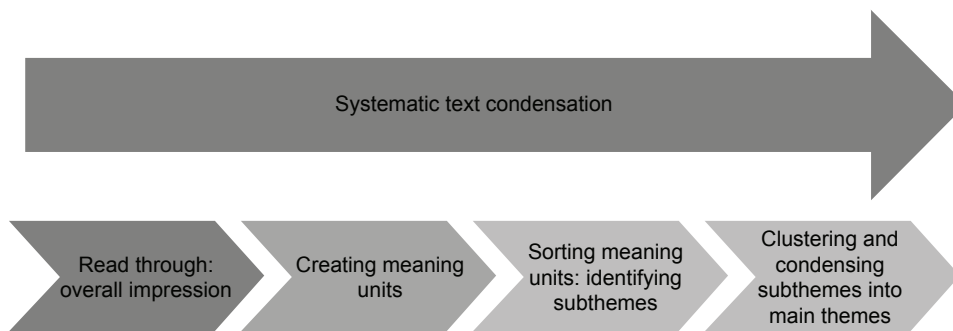 Systematic text condensation
Read through:
overall impression
Creating meaning
units
Sorting meaning
units: identifying
subthemes
Clustering and
condensing
subthemes into
main themes